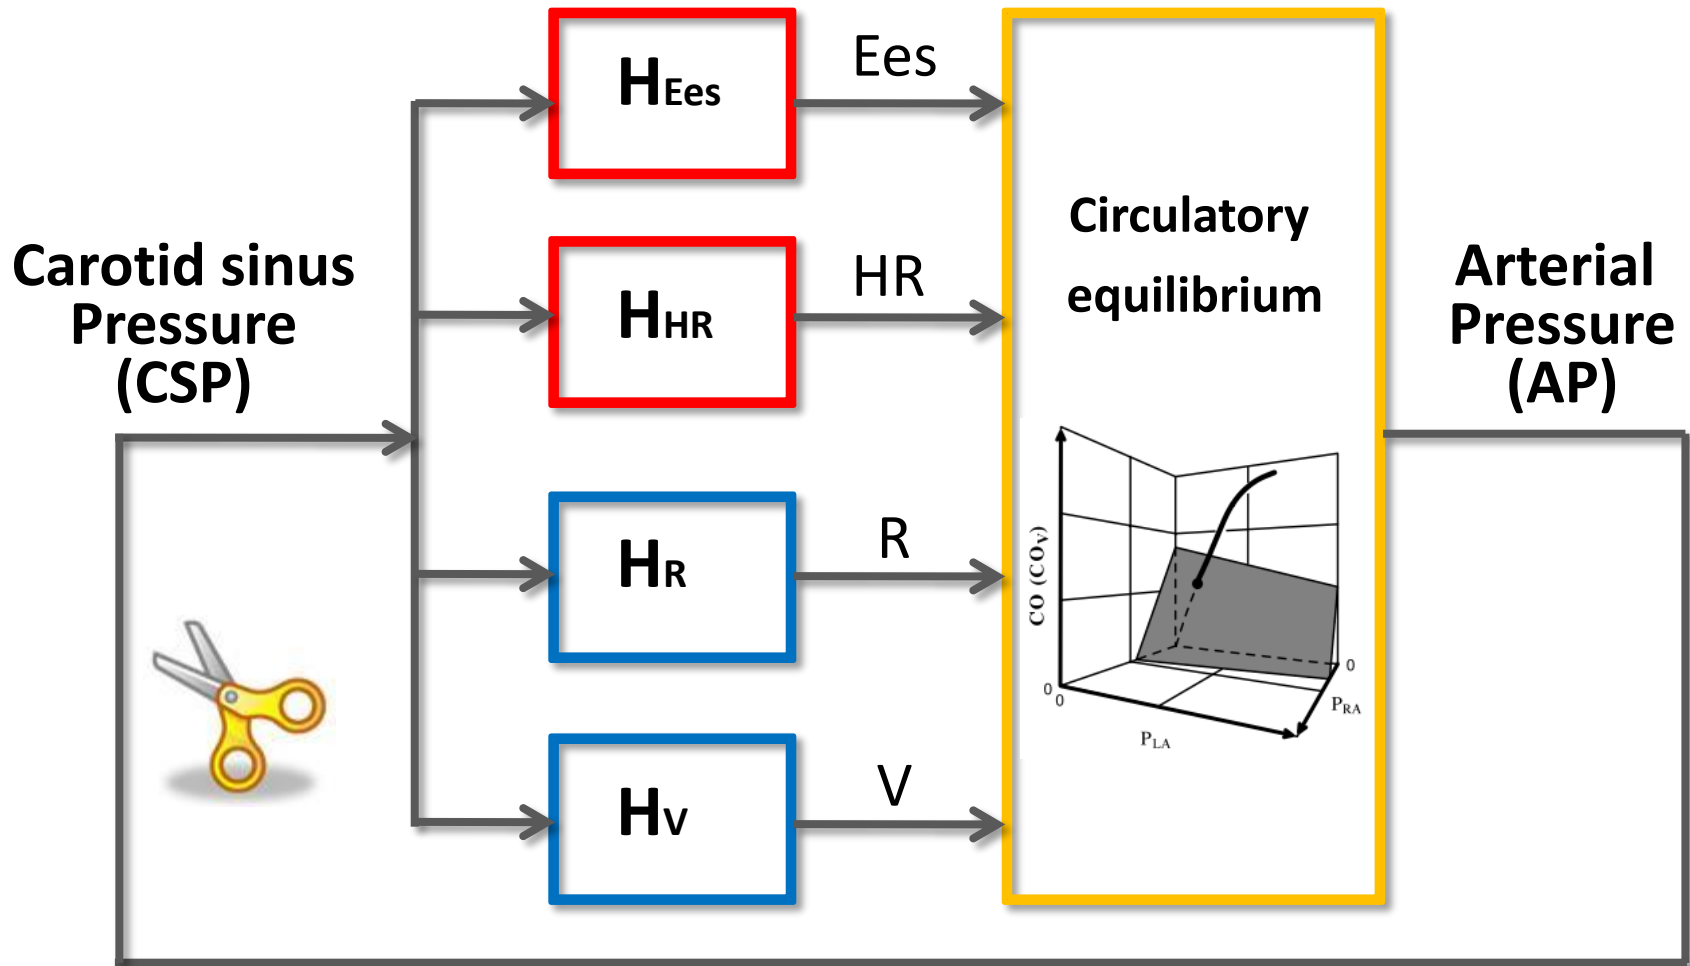 Carotid sinus
Pressure
(CSP)
HEes
Ees
HHR
HR
HR
R
HV
V
Circulatory
equilibrium
CO (COV)
0
0
PLA
PRA
0
Arterial
Pressure
(AP)